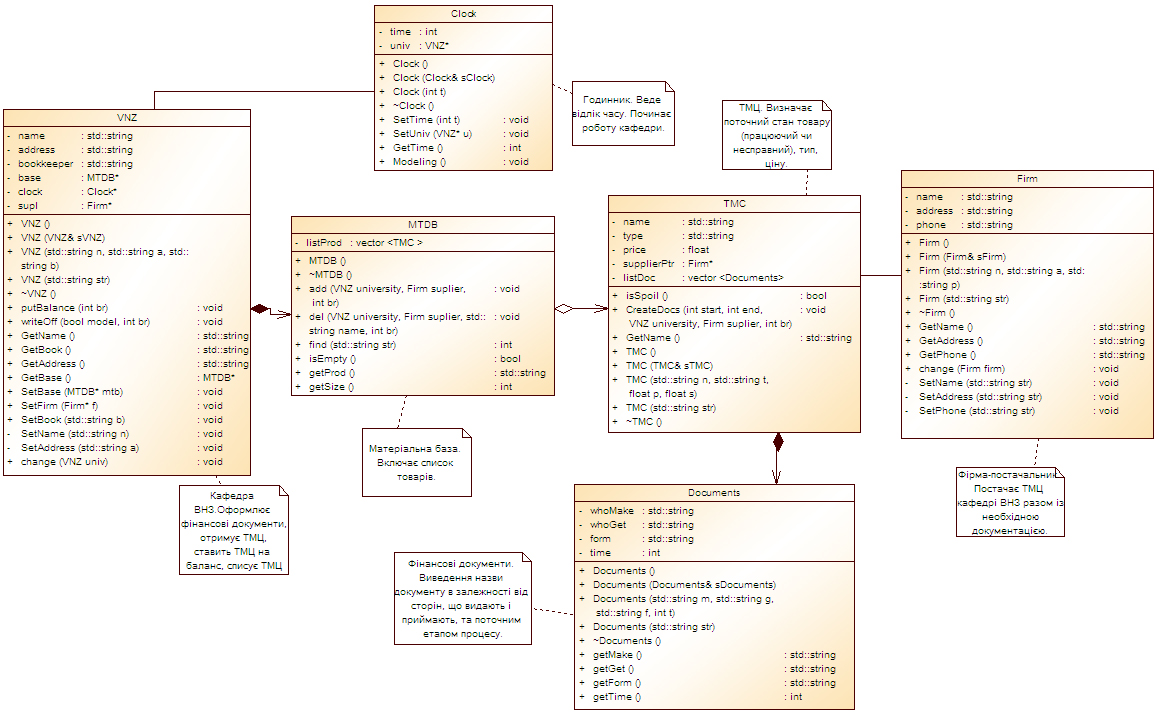 Clock
- time : int
- univ : VNZ*
+ Clock ()
+ Clock (Clock& sClock)
+ Clock (int t)
+ ~Clock ()
+ SetTime (int t) : void
+ SetUniv (VNZ* u) : void
+ GetTime () : int
+ Modeling () : void
Годинник. Веде
відлік часу. Починає
роботу кафедри.
ТМЦ. Визначає
поточний стан товару
(працюючий чи
несправний), тип,
ціну.
VNZ
- name : std::string
- address : std::string
- bookkeeper : std::string
- base : MTDB*
- clock : Clock*
- supl : Firm*
+ VNZ ()
+ VNZ (VNZ& sVNZ)
+ VNZ (std::string n, std::string a, std::
string b)
+ VNZ (std::string str)
+ ~VNZ ()
+ putBalance (int br) : void
+ writeOff (bool model, int br) : void
+ GetName () : std::string
+ GetBook () : std::string
+ GetAddress () : std::string
+ GetBase () : MTDB*
+ SetBase (MTDB* mtb) : void
+ SetFirm (Firm* f) : void
+ SetBook (std::string b) : void
- SetName (std::string n) : void
- SetAddress (std::string a) : void
+ change (VNZ univ) : void
Кафедра
ВНЗ.Оформлює
фінансові документи,
отримує ТМЦ,
ставить ТМЦ на
баланс, списує ТМЦ
MTDB
- listProd : vector <TMC >
+ MTDB ()
+ ~MTDB ()
+ add (VNZ university, Firm suplier, : void
int br)
+ del (VNZ university, Firm suplier, std:: : void
string name, int br)
+ find (std::string str) : int
+ isEmpty () : bool
+ getProd () : std::string
+ getSize () : int
Матеріальна база.
Включає список
товарів.
TMC
- name : std::string
- type : std::string
- price : float
- supplierPtr : Firm*
- listDoc : vector <Documents>
+ isSpoil () : bool
+ CreateDocs (int start, int end, : void
VNZ university, Firm suplier, int br)
+ GetName () : std::string
+ TMC ()
+ TMC (TMC& sTMC)
+ TMC (std::string n, std::string t,
float p, float s)
+ TMC (std::string str)
+ ~TMC ()
Firm
- name : std::string
- address : std::string
- phone : std::string
+ Firm ()
+ Firm (Firm& sFirm)
+ Firm (std::string n, std::string a, std:
:string p)
+ Firm (std::string str)
+ ~Firm ()
+ GetName () : std::string
+ GetAddress () : std::string
+ GetPhone () : std::string
+ change (Firm firm) : void
- SetName (std::string str) : void
- SetAddress (std::string str) : void
- SetPhone (std::string str) : void
Фірма-постачальник.
Постачає ТМЦ
кафедрі ВНЗ разом із
необхідною
документацією.
Documents
- whoMake : std::string
- whoGet : std::string
- form : std::string
- time : int
+ Documents ()
+ Documents (Documents& sDocuments)
+ Documents (std::string m, std::string g,
std::string f, int t)
+ Documents (std::string str)
+ ~Documents ()
+ getMake () : std::string
+ getGet () : std::string
+ getForm () : std::string
+ getTime () : int
Фінансові документи.
Виведення назви
документу в залежності від
сторін, що видають і
приймають, та поточним
етапом процесу.